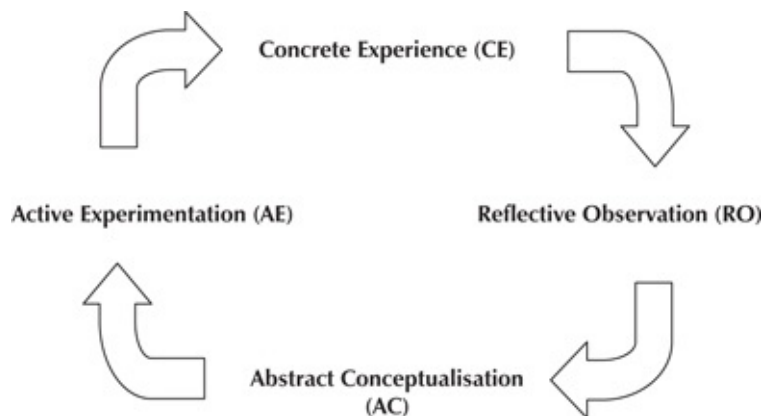 Concrete Experience (CE)
Active Experimentation (AE)
Reflective Observation (RO)
Abstract Conceptualisation
(AC)